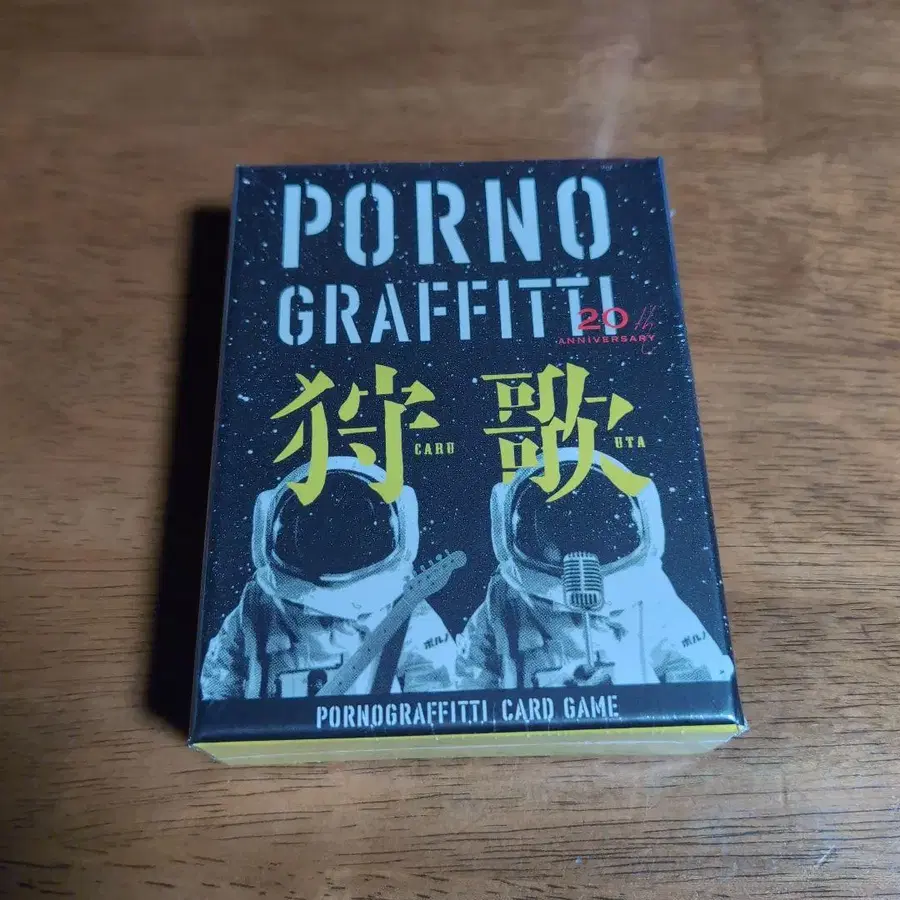 PORNO
GRAFFITTI
20th
ANNIVERSARY
狩 歌
CARU UTA
ポルノ ポルノ
PORNOGRAFFITTI CARD GAME